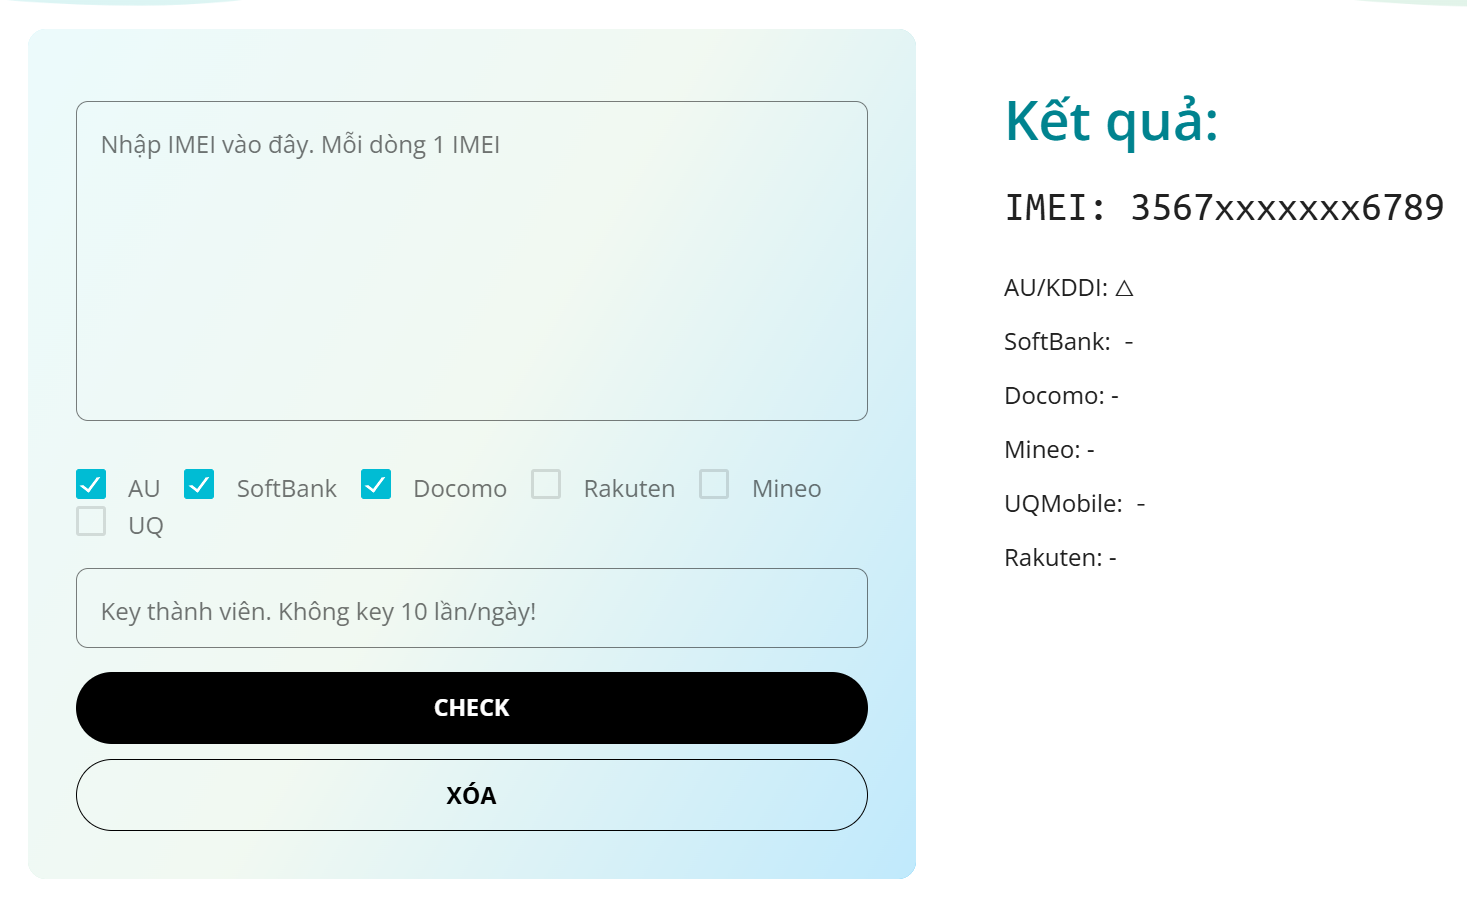 Nhập IMEI vào đây. Mỗi dòng 1 IMEI
AU SoftBank Docomo Rakuten Mineo
UQ
Key thành viên. Không key 10 lần/ngày!
CHECK
XÓA
Kết quả:
IMEI: 3567xxxxxxx6789
AU/KDDI: △
SoftBank: -
Docomo: -
Mineo: -
UQMobile: -
Rakuten: -